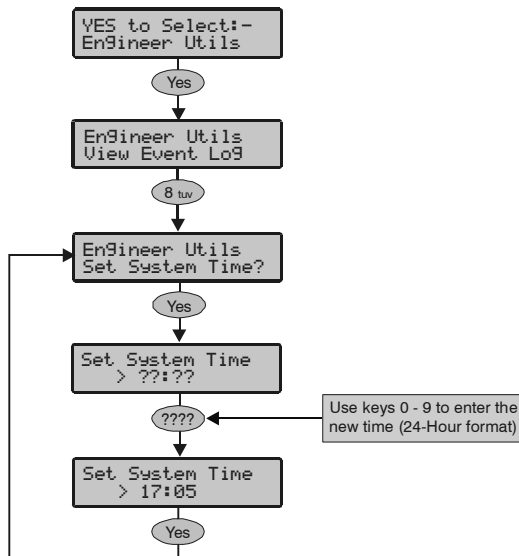 YES to Select:-
Engineer Utils
Yes
Engineer Utils
View Event Log
8 tuv
Engineer Utils
Set System Time?
Yes
Set System Time
> ??:??
????
Use keys 0 - 9 to enter the
new time (24-Hour format)
Set System Time
> 17:05
Yes